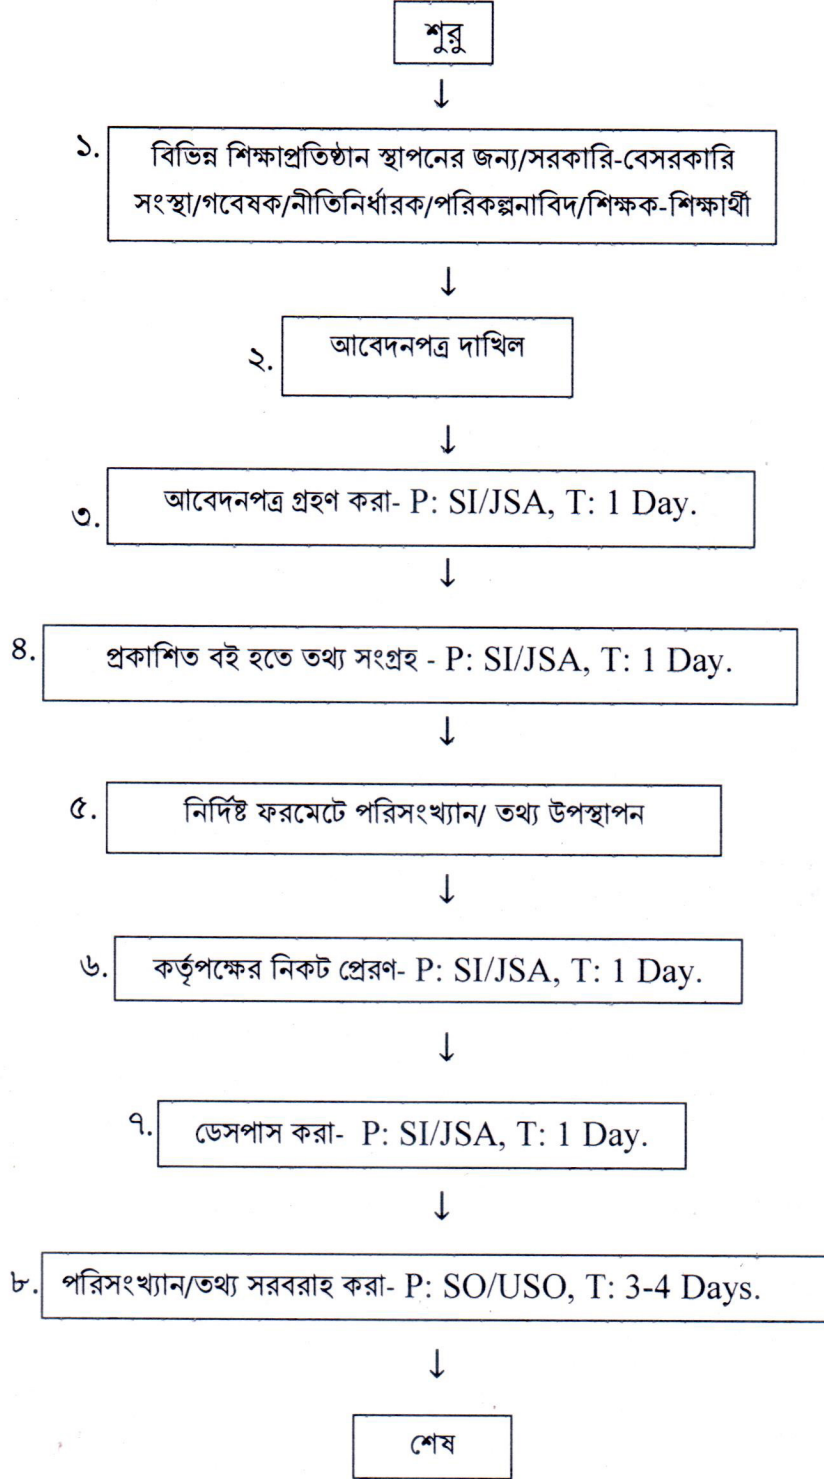 শুরু
১. বিভিন্ন শিক্ষাপ্রতিষ্ঠান স্থাপনের জন্য/সরকারি-বেসরকারি
সংস্থা/গবেষক/নীতিনির্ধারক/পরিকল্পনাবিদ/শিক্ষক-শিক্ষার্থী
২. আবেদনপত্র দাখিল
৩. আবেদনপত্র গ্রহণ করা- P: SI/JSA, T: 1 Day.
৪. প্রকাশিত বই হতে তথ্য সংগ্রহ - P: SI/JSA, T: 1 Day.
৫. নির্দিষ্ট ফরমেটে পরিসংখ্যান/ তথ্য উপস্থাপন
৬. কর্তৃপক্ষের নিকট প্রেরণ- P: SI/JSA, T: 1 Day.
৭. ডেসপাস করা- P: SI/JSA, T: 1 Day.
৮. পরিসংখ্যান/তথ্য সরবরাহ করা- P: SO/USO, T: 3-4 Days.
শেষ